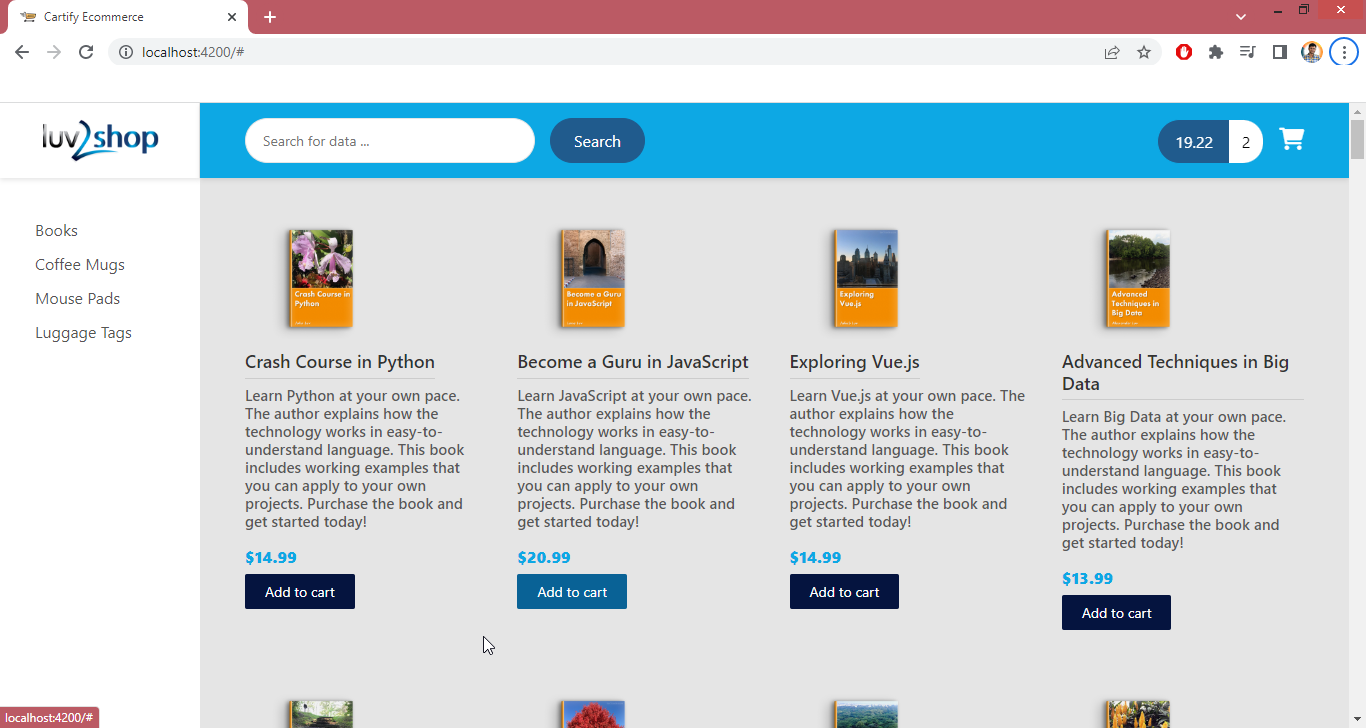 Cartify Ecommerce
localhost:4200/#
luv2shop
Search for data ...
Search
19.22
2
Books
Coffee Mugs
Mouse Pads
Luggage Tags
Crash Course in
Python
Become a Guru
in JavaScript
Exploring
Vue.js
Advanced
Techniques in
Big Data
Crash Course in Python
Learn Python at your own pace.
The author explains how the
technology works in easy-to-
understand language. This book
includes working examples that
you can apply to your own
projects. Purchase the book and
get started today!
$14.99
Add to cart
Become a Guru in JavaScript
Learn JavaScript at your own pace.
The author explains how the
technology works in easy-to-
understand language. This book
includes working examples that
you can apply to your own
projects. Purchase the book and
get started today!
$20.99
Add to cart
Exploring Vue.js
Learn Vue.js at your own pace. The
author explains how the
technology works in easy-to-
understand language. This book
includes working examples that
you can apply to your own
projects. Purchase the book and
get started today!
$14.99
Add to cart
Advanced Techniques in Big
Data
Learn Big Data at your own pace.
The author explains how the
technology works in easy-to-
understand language. This book
includes working examples that
you can apply to your own
projects. Purchase the book and
get started today!
$13.99
Add to cart
localhost:4200/#